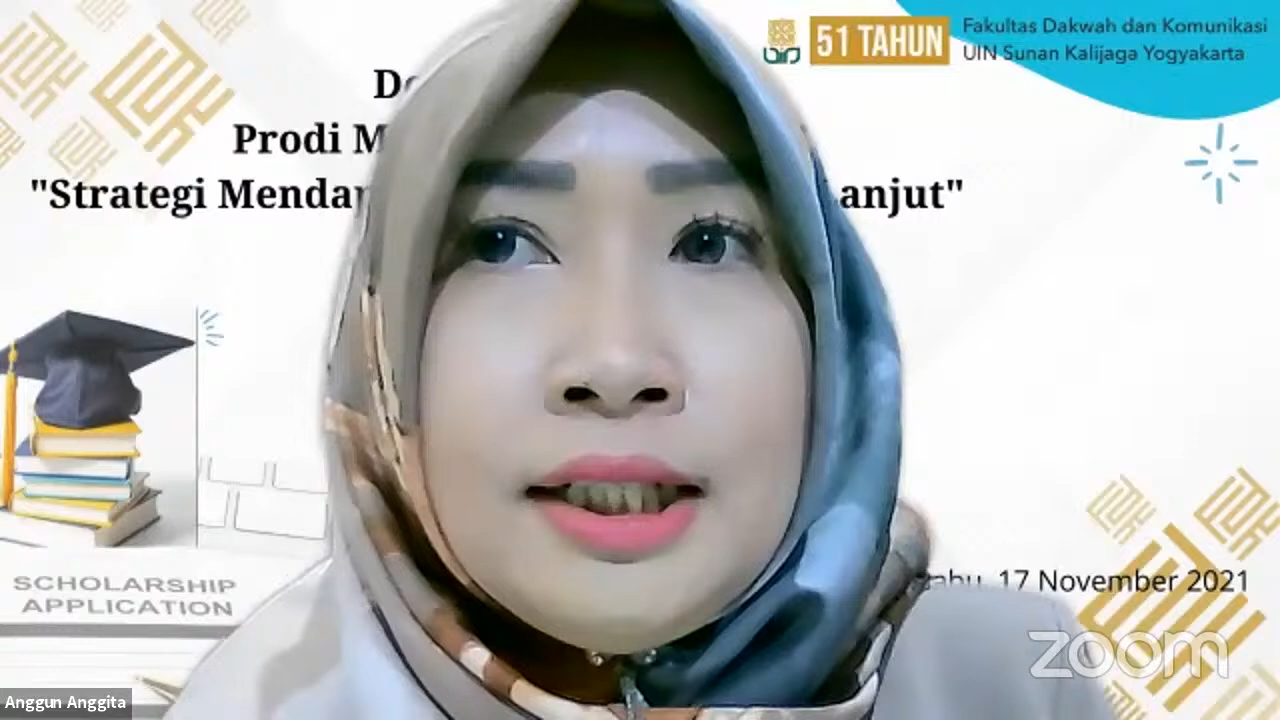 51 TAHUN
Fakultas Dakwah dan Komunikasi
UIN Sunan Kalijaga Yogyakarta
Prodi
"Strategi
anjut"
SCHOLARSHIP
APPLICATION
17 November 2021
zoom
Anggun Anggita